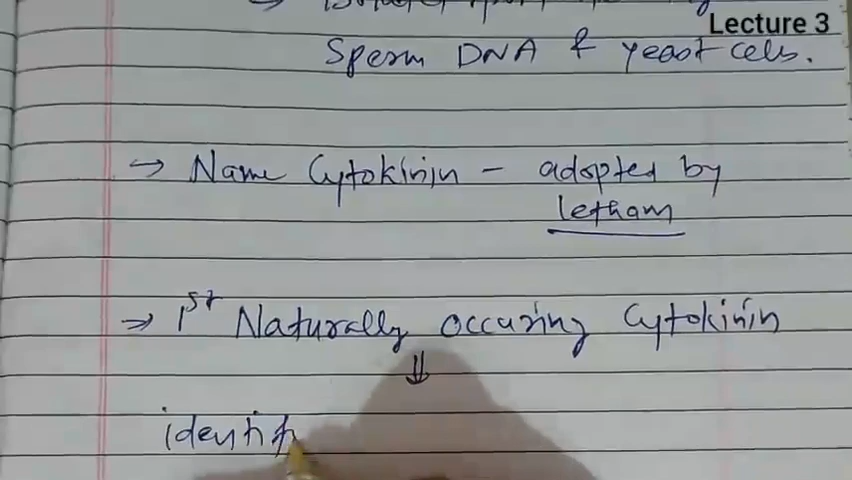 Lecture 3
Sperm DNA & yeast cells.
→ Name Cytokinin - adopted by
letham
⇒ 1st Naturally occuring Cytokinin
⇓
identif